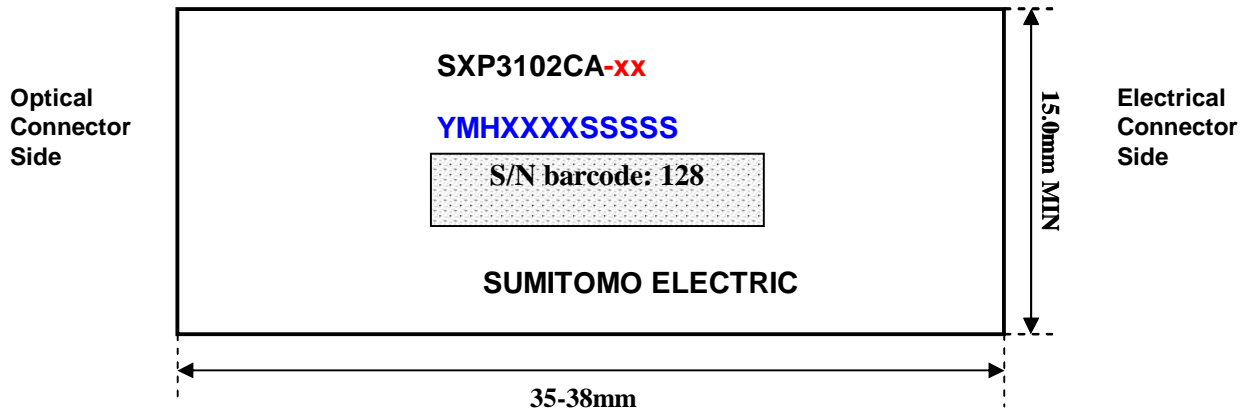 SXP3102CA-xx
Optical
Connector
Side
YMHXXXXSSSSS
S/N barcode: 128
SUMITOMO ELECTRIC
15.0mm MIN
Electrical
Connector
Side
35-38mm